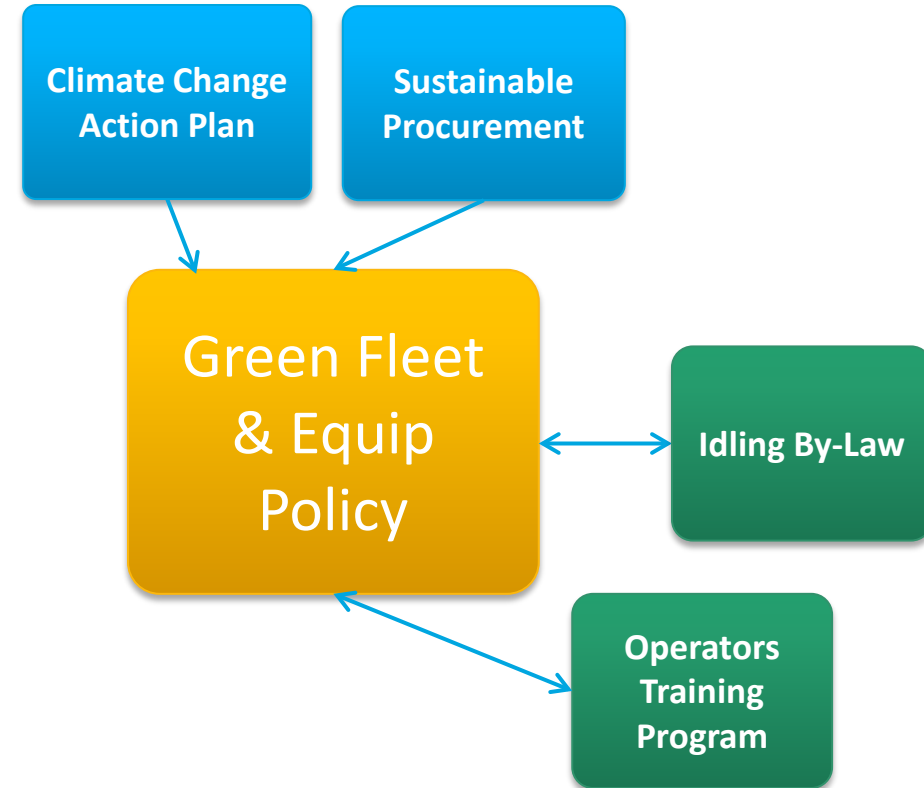 Climate Change
Action Plan
Sustainable
Procurement
Green Fleet
& Equip
Policy
Idling By-Law
Operators
Training
Program